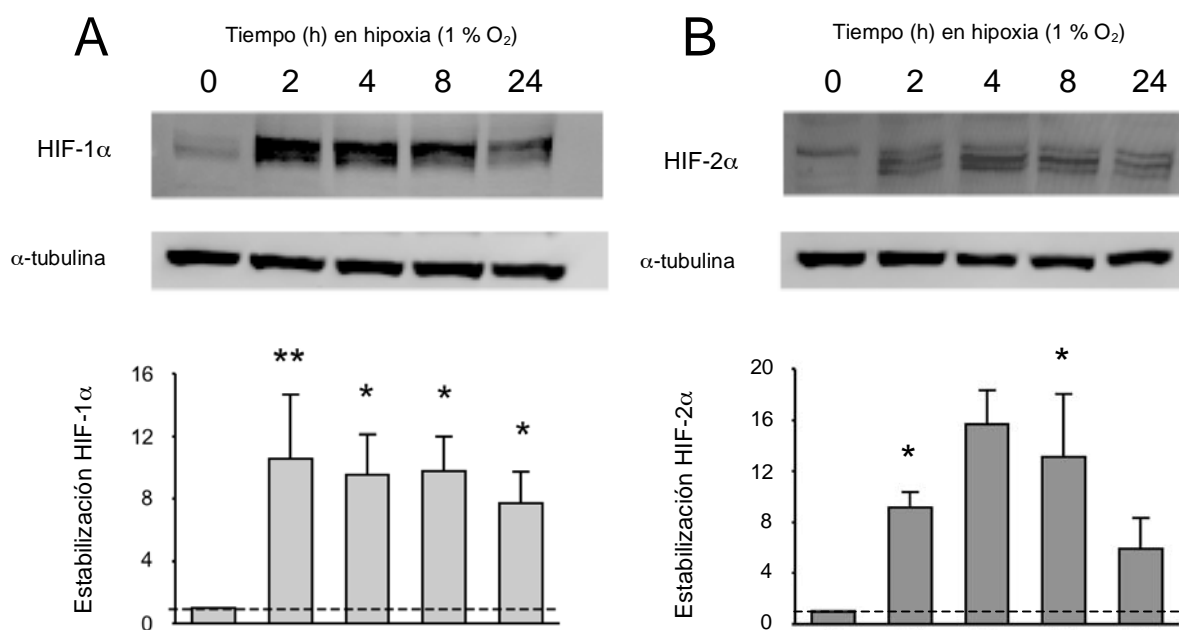 A
Tiempo (h) en hipoxia (1 % O₂)
0 2 4 8 24
HIF-1α
α-tubulina
Estabilización HIF-1α
16
12
8
4
0
**
*
*
*
B
Tiempo (h) en hipoxia (1 % O₂)
0 2 4 8 24
HIF-2α
α-tubulina
Estabilización HIF-2α
20
16
12
8
4
0
*
*